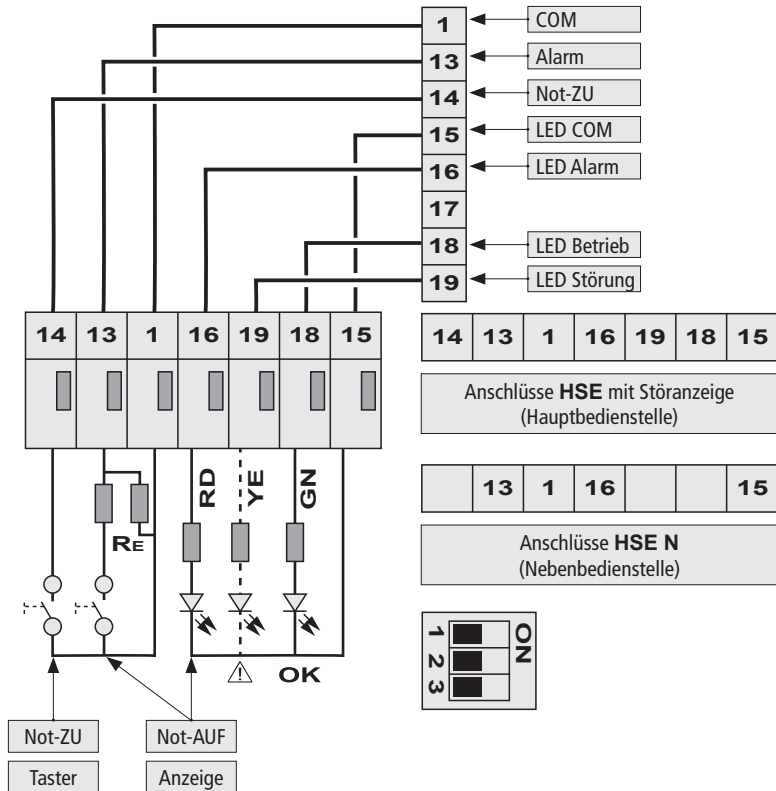 1 COM
13 Alarm
14 Not-ZU
15 LED COM
16 LED Alarm
17
18 LED Betrieb
19 LED Störung
14 13 1 16 19 18 15
14 13 1 16 19 18 15
Anschlüsse HSE mit Störanzeige
(Hauptbedienstelle)
RD YE GN
RE
13 1 16 15
Anschlüsse HSE N
(Nebenbedienstelle)
ON
1
2
3
! OK
Not-ZU Not-AUF
Taster Anzeige